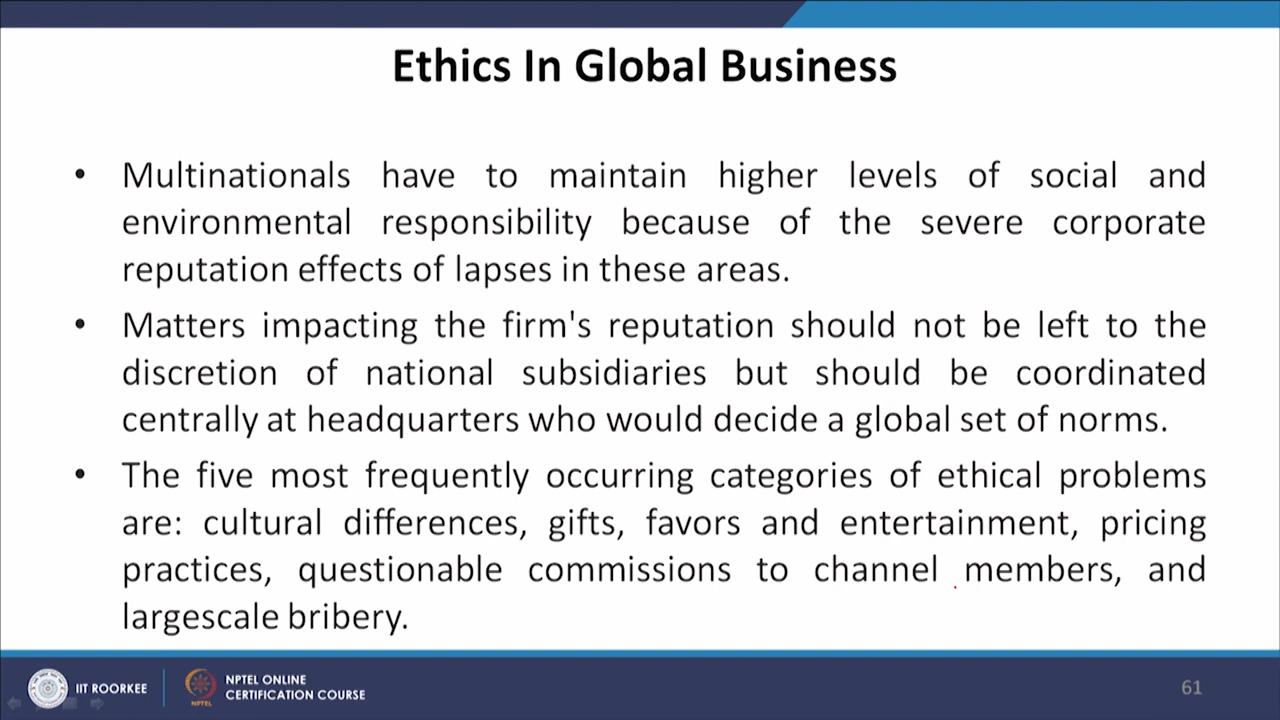 Ethics In Global Business
• Multinationals have to maintain higher levels of social and
environmental responsibility because of the severe corporate
reputation effects of lapses in these areas.
• Matters impacting the firm's reputation should not be left to the
discretion of national subsidiaries but should be coordinated
centrally at headquarters who would decide a global set of norms.
• The five most frequently occurring categories of ethical problems
are: cultural differences, gifts, favors and entertainment, pricing
practices, questionable commissions to channel members, and
largescale bribery.
IIT ROORKEE
NPTEL
NPTEL ONLINE
CERTIFICATION COURSE
61